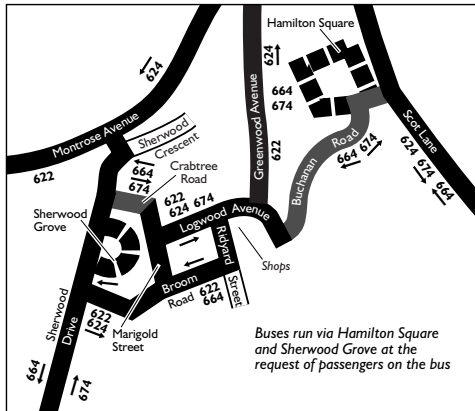 Hamilton Square
624
624
664
674
Greenwood Avenue
Montrose Avenue
Sherwood
Crescent
Scot Lane
Buchanan
Road
664
674
Crabtree
Road
622
664 674
624 674 664
622
622
624 674
Logwood Avenue
Sherwood
Grove
Ridyard
Street
Shops
Broom
Road
622
664
Marigold
Street
622
624
Sherwood
Drive
664
674
Buses run via Hamilton Square
and Sherwood Grove at the
request of passengers on the bus